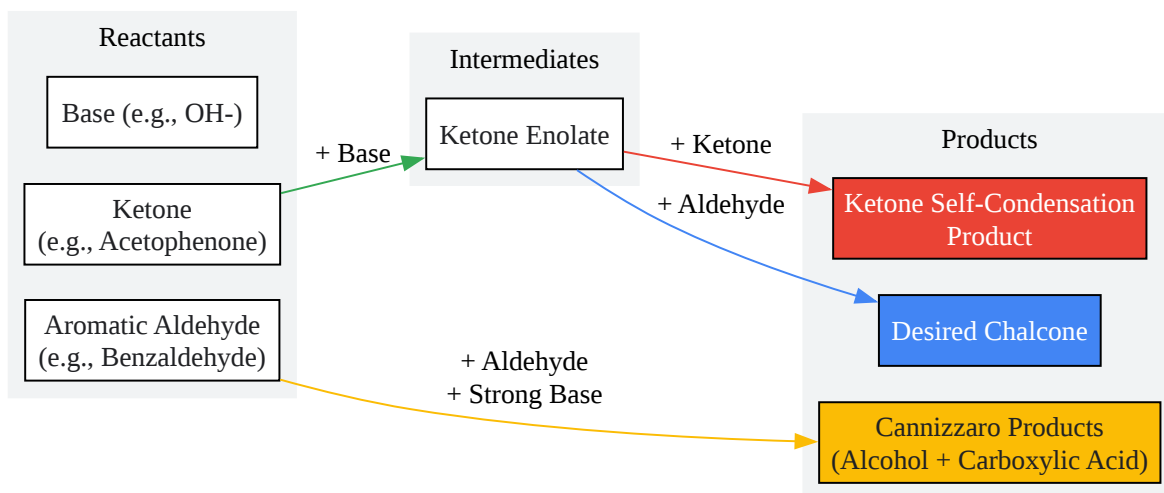 Reactants
Base (e.g., OH-)
Ketone
(e.g., Acetophenone)
Aromatic Aldehyde
(e.g., Benzaldehyde)
+ Base
Intermediates
Ketone Enolate
+ Ketone
+ Aldehyde
+ Aldehyde
+ Strong Base
Products
Ketone Self-Condensation
Product
Desired Chalcone
Cannizzaro Products
(Alcohol + Carboxylic Acid)